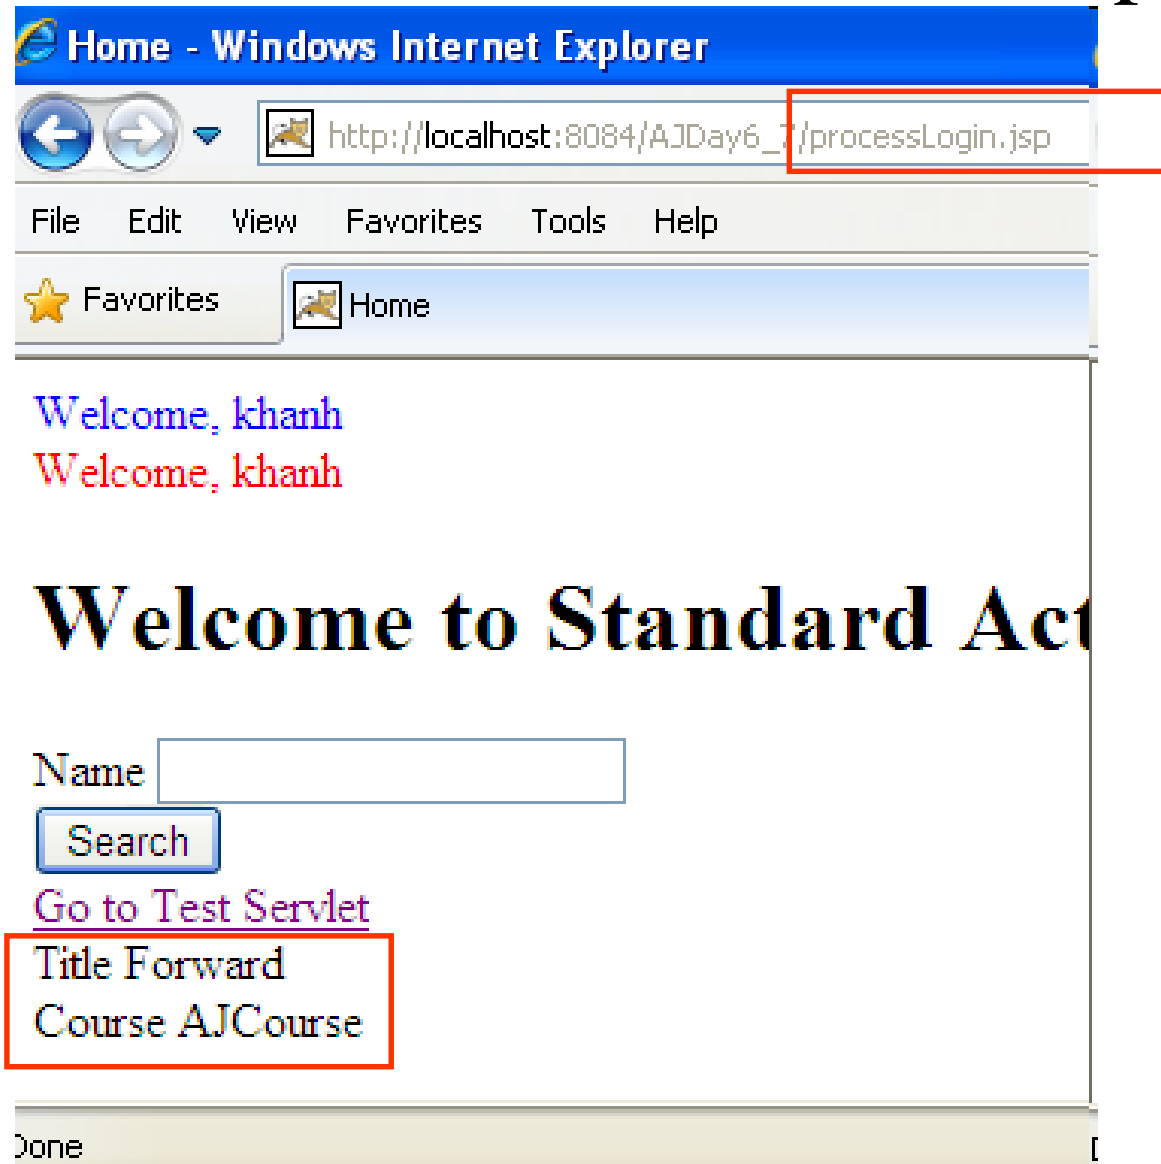 Home - Windows Internet Explorer
http://localhost:8084/AJDay6_7/processLogin.jsp
File Edit View Favorites Tools Help
Favorites Home
Welcome, khanh
Welcome, khanh
Welcome to Standard Act
Name
Search
Go to Test Servlet
Title Forward
Course AJCourse
Done